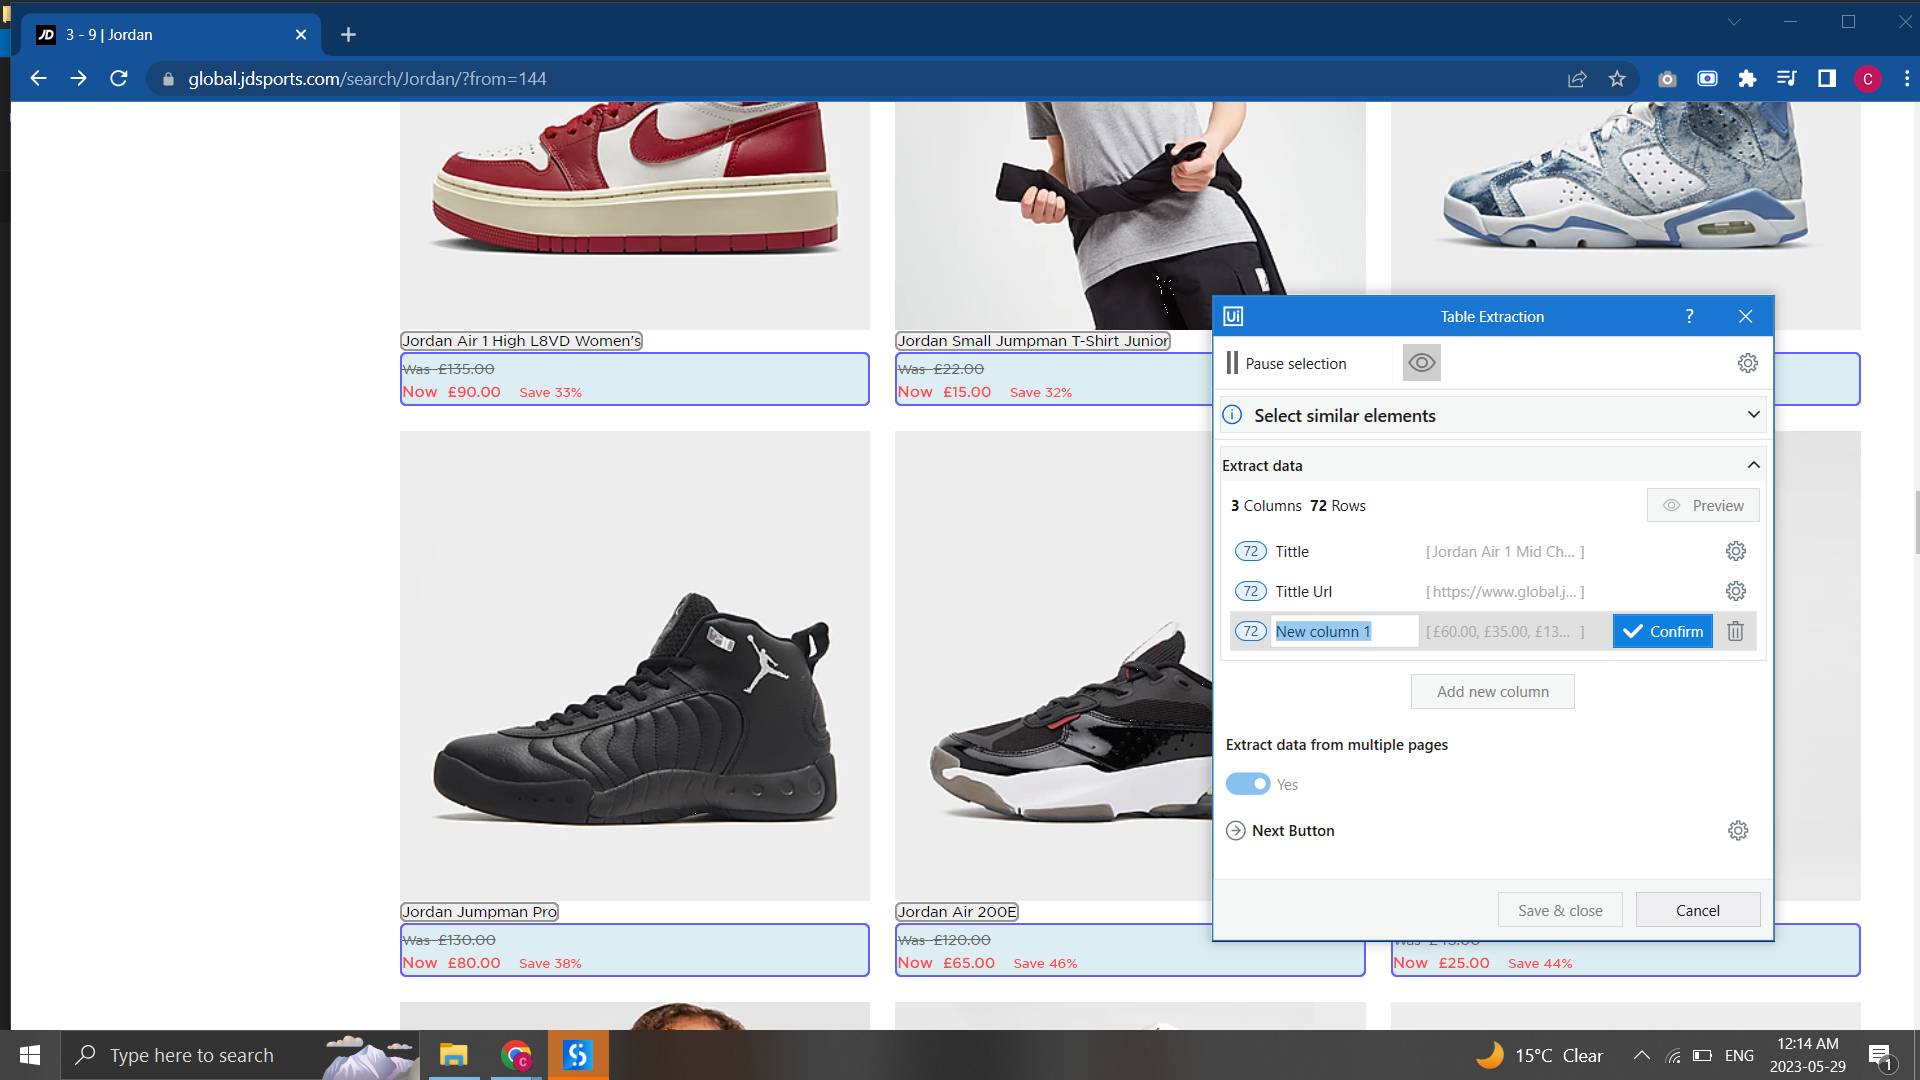 JD 3 - 9 | Jordan
global.jdsports.com/search/Jordan/?from=144
C
Jordan Air 1 High L8VD Women's
Was £135.00
Now £90.00 Save 33%
Jordan Small Jumpman T-Shirt Junior
Was £22.00
Now £15.00 Save 32%
Jordan Jumpman Pro
Was £130.00
Now £80.00 Save 38%
Jordan Air 200E
Was £120.00
Now £65.00 Save 46%
Now £25.00 Save 44%
Ui Table Extraction ?
Pause selection
Select similar elements
Extract data
3 Columns 72 Rows
Preview
72 Tittle [ Jordan Air 1 Mid Ch... ]
72 Tittle Url [ https://www.global.j... ]
72 New column 1 [ £60.00, £35.00, £13... ] Confirm
Add new column
Extract data from multiple pages
Yes
Next Button
Save & close
Cancel
Type here to search
C
15°C Clear
ENG
12:14 AM
2023-05-29
1